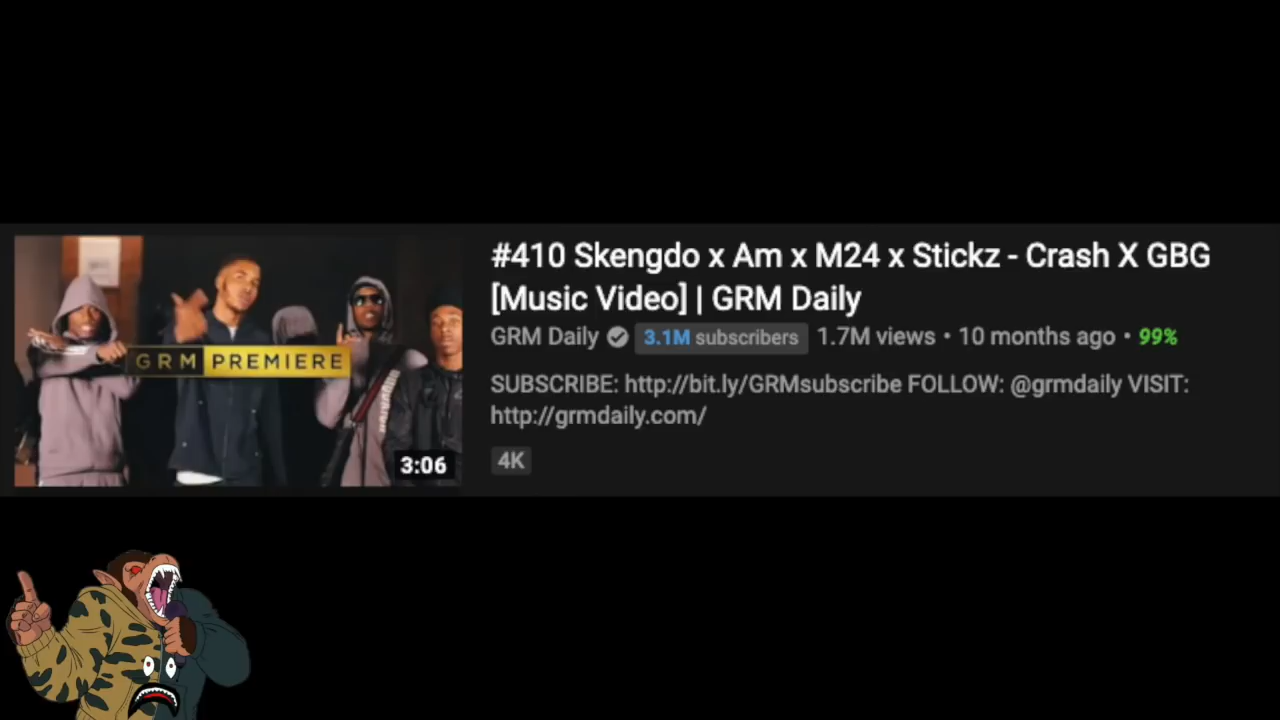 #410 Skengdo x Am x M24 x Stickz - Crash X GBG
[Music Video] | GRM Daily
GRM Daily 3.1M subscribers 1.7M views • 10 months ago • 99%
SUBSCRIBE: http://bit.ly/GRMsubscribe FOLLOW: @grmdaily VISIT:
http://grmdaily.com/
4K
GRM PREMIERE
3:06